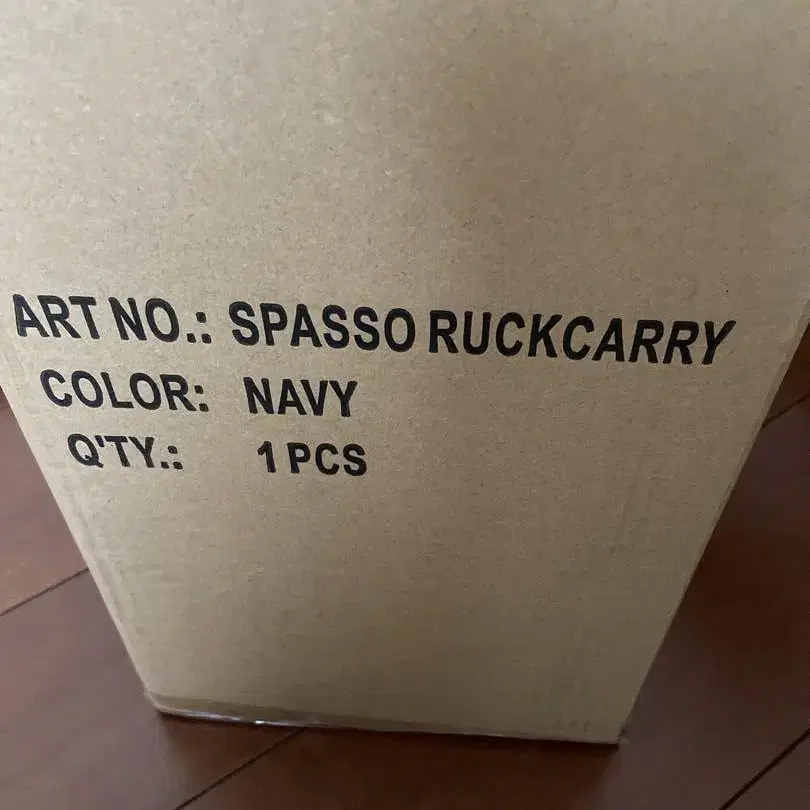 ART NO.: SPASSO RUCKCARRY
COLOR: NAVY
Q'TY.: 1 PCS